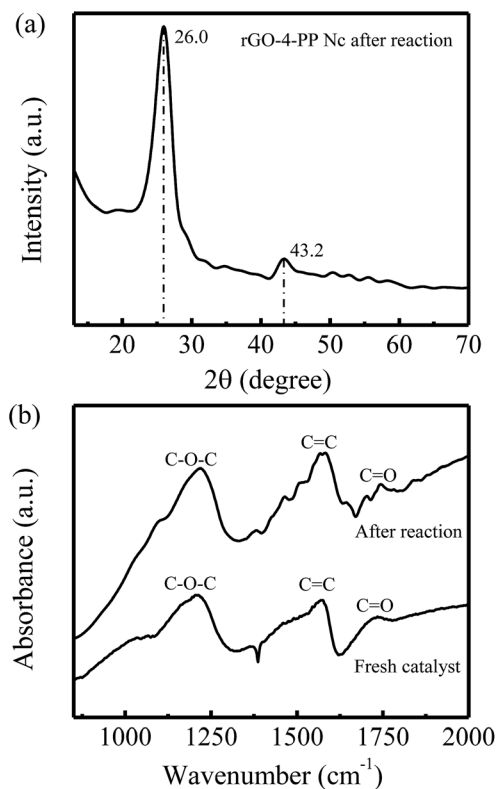 (a)
26.0
rGO-4-PP Nc after reaction
43.2
Intensity (a.u.)
20 30 40 50 60 70
2θ (degree)
(b)
C-O-C
C=C
C=O
After reaction
C-O-C
C=C
C=O
Fresh catalyst
Absorbance (a.u.)
1000 1250 1500 1750 2000
Wavenumber (cm⁻¹)